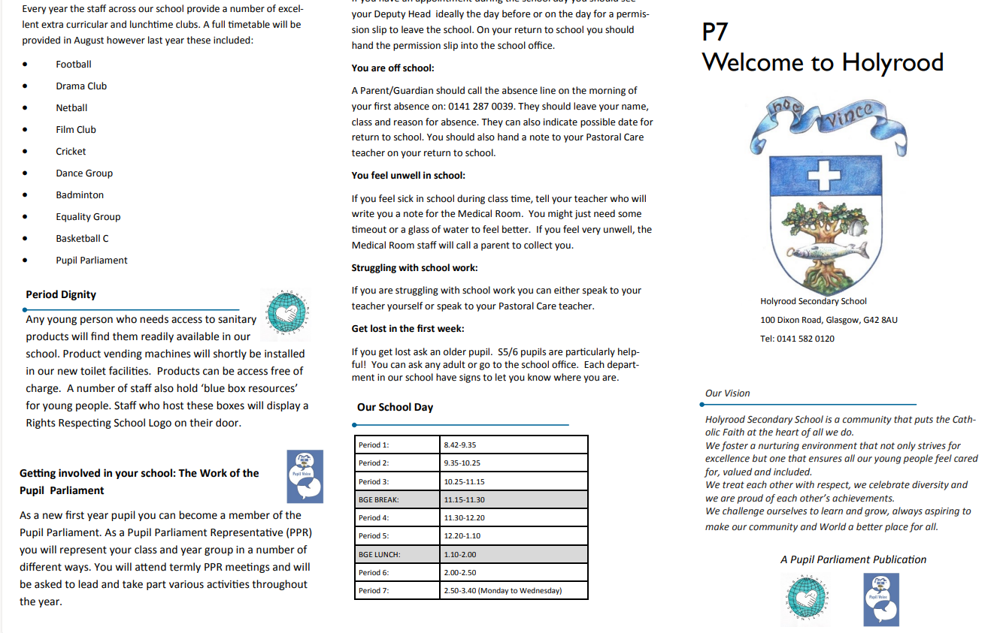 Every year the staff across our school provide a number of excel-
lent extra curricular and lunchtime clubs. A full timetable will be
provided in August however last year these included:
• Football
• Drama Club
• Netball
• Film Club
• Cricket
• Dance Group
• Badminton
• Equality Group
• Basketball C
• Pupil Parliament
Period Dignity
Any young person who needs access to sanitary
products will find them readily available in our
school. Product vending machines will shortly be installed
in our new toilet facilities. Products can be access free of
charge. A number of staff also hold ‘blue box resources’
for young people. Staff who host these boxes will display a
Rights Respecting School Logo on their door.
Getting involved in your school: The Work of the
Pupil Parliament
Pupil Voice
As a new first year pupil you can become a member of the
Pupil Parliament. As a Pupil Parliament Representative (PPR)
you will represent your class and year group in a number of
different ways. You will attend termly PPR meetings and will
be asked to lead and take part various activities throughout
the year.
If you have an appointment during the school day you should see
your Deputy Head ideally the day before or on the day for a permis-
sion slip to leave the school. On your return to school you should
hand the permission slip into the school office.
You are off school:
A Parent/Guardian should call the absence line on the morning of
your first absence on: 0141 287 0039. They should leave your name,
class and reason for absence. They can also indicate possible date for
return to school. You should also hand a note to your Pastoral Care
teacher on your return to school.
You feel unwell in school:
If you feel sick in school during class time, tell your teacher who will
write you a note for the Medical Room. You might just need some
timeout or a glass of water to feel better. If you feel very unwell, the
Medical Room staff will call a parent to collect you.
Struggling with school work:
If you are struggling with school work you can either speak to your
teacher yourself or speak to your Pastoral Care teacher.
Get lost in the first week:
If you get lost ask an older pupil. S5/6 pupils are particularly help-
ful! You can ask any adult or go to the school office. Each depart-
ment in our school have signs to let you know where you are.
Our School Day
Period 1: 8.42-9.35
Period 2: 9.35-10.25
Period 3: 10.25-11.15
BGE BREAK: 11.15-11.30
Period 4: 11.30-12.20
Period 5: 12.20-1.10
BGE LUNCH: 1.10-2.00
Period 6: 2.00-2.50
Period 7: 2.50-3.40 (Monday to Wednesday)
P7
Welcome to Holyrood
hoc vince
Holyrood Secondary School
100 Dixon Road, Glasgow, G42 8AU
Tel: 0141 582 0120
Our Vision
Holyrood Secondary School is a community that puts the Cath-
olic Faith at the heart of all we do.
We foster a nurturing environment that not only strives for
excellence but one that ensures all our young people feel cared
for, valued and included.
We treat each other with respect, we celebrate diversity and
we are proud of each other’s achievements.
We challenge ourselves to learn and grow, always aspiring to
make our community and World a better place for all.
A Pupil Parliament Publication
Pupil Voice